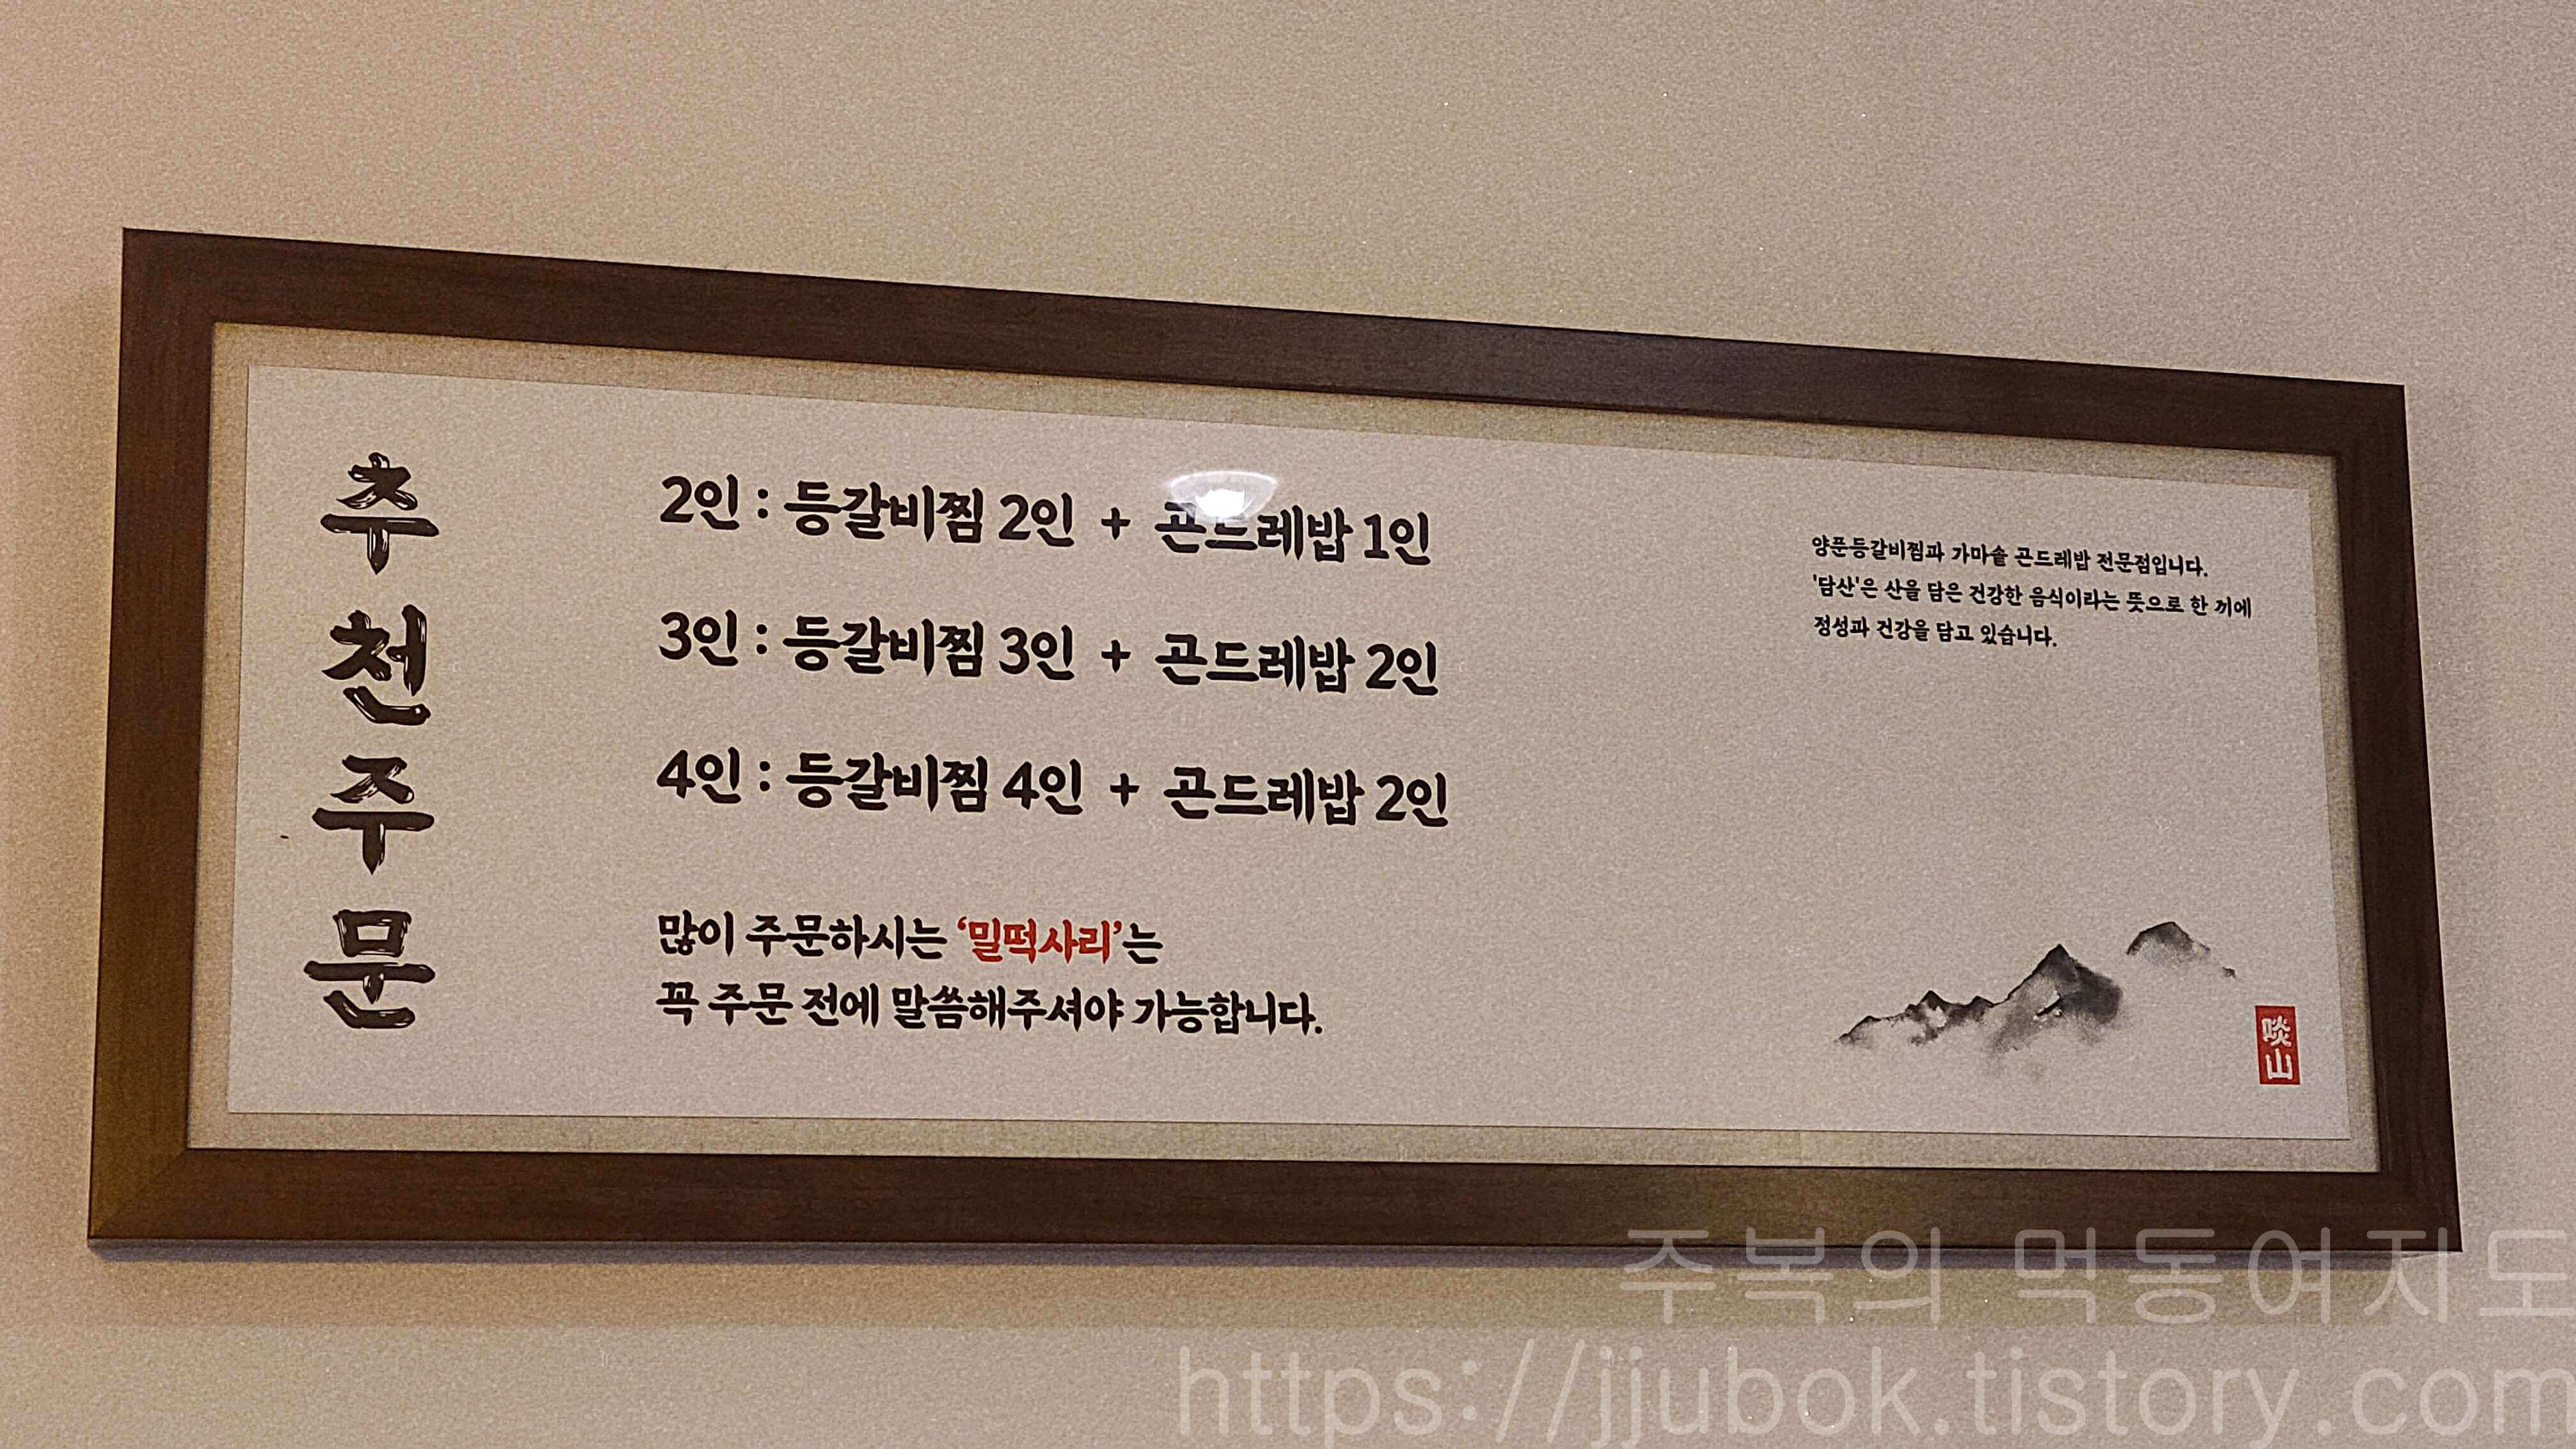 추천주문
2인 : 등갈비찜 2인 + 곤드레밥 1인
3인 : 등갈비찜 3인 + 곤드레밥 2인
4인 : 등갈비찜 4인 + 곤드레밥 2인
많이 주문하시는 ‘밀떡사리’는
꼭 주문 전에 말씀해주셔야 가능합니다.
양푼등갈비찜과 가마솥 곤드레밥 전문점입니다.
'담산'은 산을 담은 건강한 음식이라는 뜻으로 한 끼에
정성과 건강을 담고 있습니다.
啖山
주복의 먹동여지도
https://jjubok.tistory.com